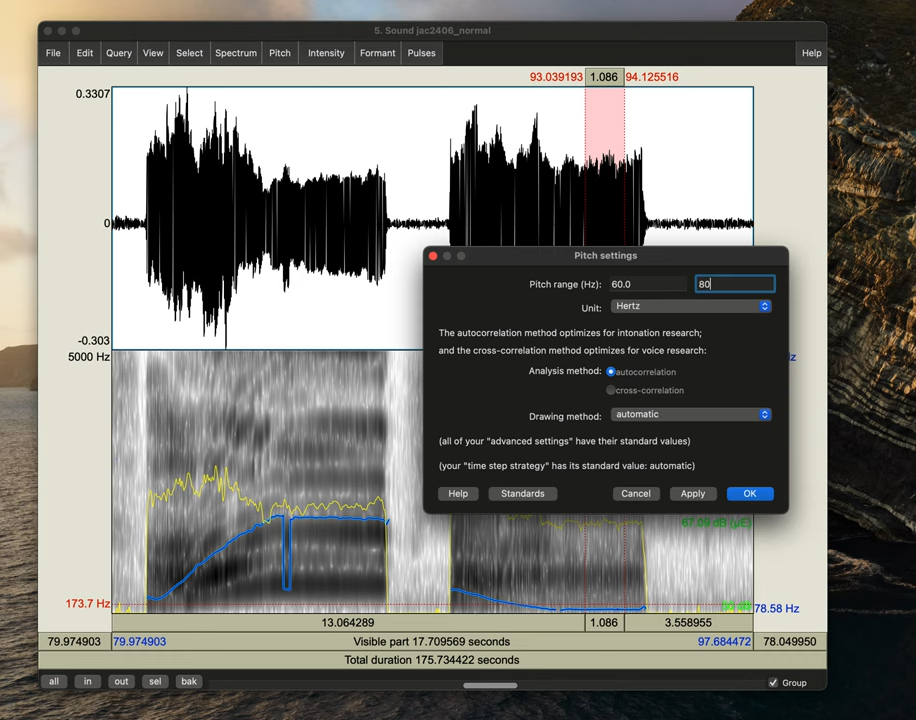 5. Sound jac2406_normal
File Edit Query View Select Spectrum Pitch Intensity Formant Pulses Help
93.039193 1.086 94.125516
0.3307
0
-0.303
5000 Hz
173.7 Hz
Pitch settings
Pitch range (Hz): 60.0 80
Unit: Hertz
The autocorrelation method optimizes for intonation research;
and the cross-correlation method optimizes for voice research:
Analysis method: autocorrelation
cross-correlation
Drawing method: automatic
(all of your "advanced settings" have their standard values)
(your "time step strategy" has its standard value: automatic)
Help Standards Cancel Apply OK
67.09 dB (µE)
78.58 Hz
13.064289 1.086 3.558955
79.974903 79.974903 Visible part 17.709569 seconds 97.684472 78.049950
Total duration 175.734422 seconds
all in out sel bak Group